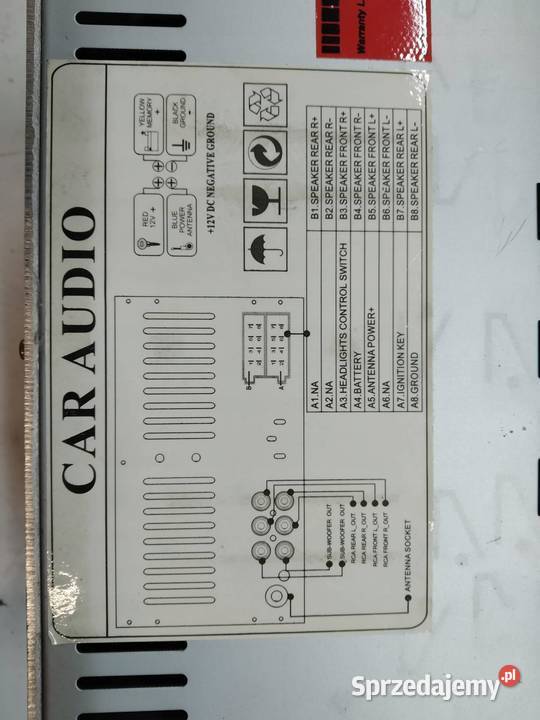 Warranty
CAR AUDIO
YELLOW
MEMORY
+
BLACK
GROUND
-
RED
12V +
BLUE
POWER
ANTENNA
+12V DC NEGATIVE GROUND
B
A
A1.NA
B1.SPEAKER REAR R+
A2.NA
B2.SPEAKER REAR R-
A3.HEADLIGHTS CONTROL SWITCH
B3.SPEAKER FRONT R+
A4.BATTERY
B4.SPEAKER FRONT R-
A5.ANTENNA POWER+
B5.SPEAKER FRONT L+
A6.NA
B6.SPEAKER FRONT L-
A7.IGNITION KEY
B7.SPEAKER REAR L+
A8.GROUND
B8.SPEAKER REAR L-
SUB-WOOFER OUT
SUB-WOOFER OUT
RCA REAR L_OUT
RCA REAR R_OUT
RCA FRONT L_OUT
RCA FRONT R_OUT
ANTENNA SOCKET
Sprzedajemy.pl